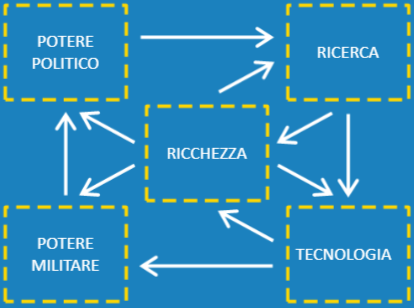 POTERE
POLITICO
RICERCA
RICCHEZZA
POTERE
MILITARE
TECNOLOGIA